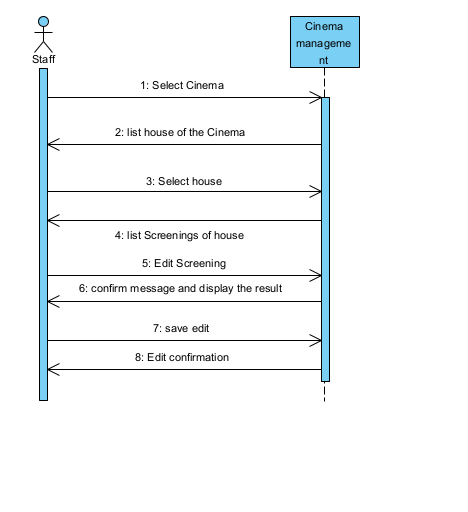 Cinema
manageme
nt
Staff
1: Select Cinema
2: list house of the Cinema
3: Select house
4: list Screenings of house
5: Edit Screening
6: confirm message and display the result
7: save edit
8: Edit confirmation